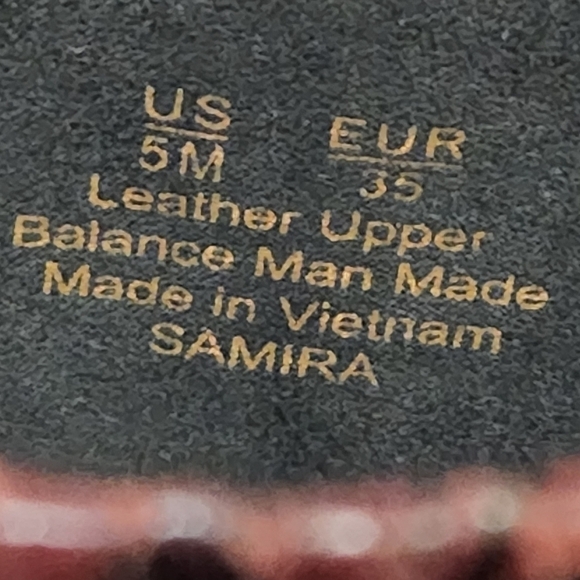 US EUR
5M 35
Leather Upper
Balance Man Made
Made in Vietnam
SAMIRA